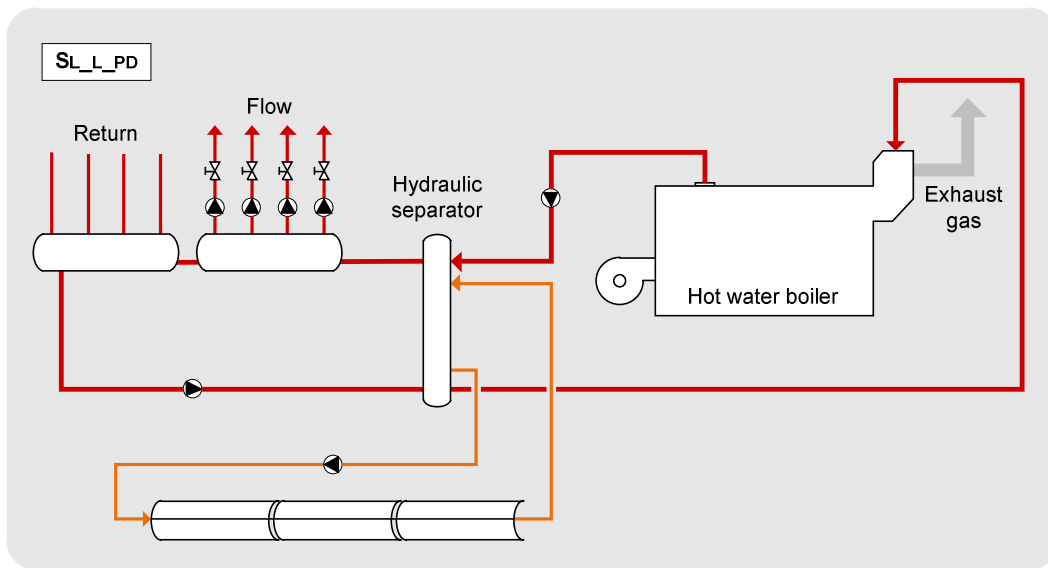 SL_L_PD
Flow
Return
Hydraulic
separator
Exhaust
gas
Hot water boiler